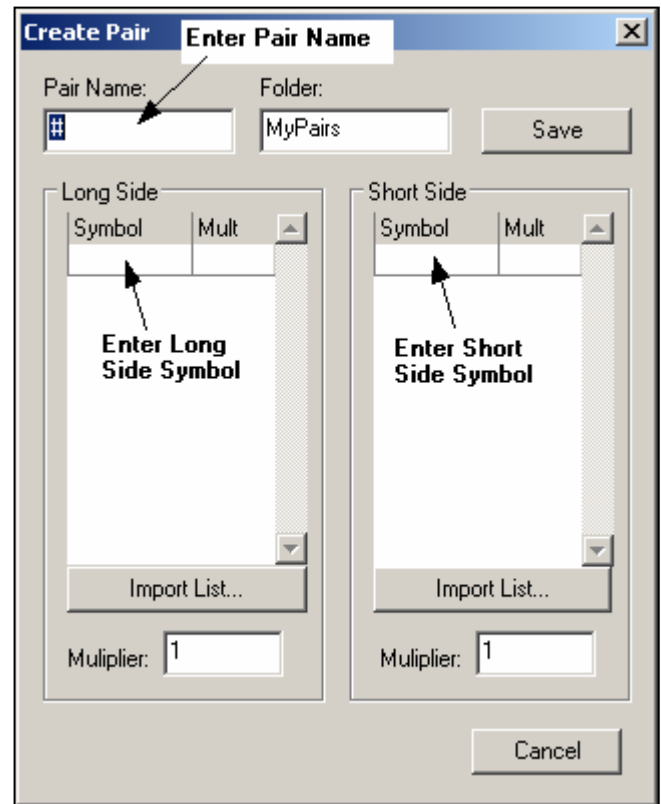 Create Pair
Enter Pair Name
Pair Name: Folder:
# MyPairs Save
Long Side Short Side
Symbol Mult Symbol Mult
Enter Long
Side Symbol
Enter Short
Side Symbol
Import List... Import List...
Muliplier: 1 Muliplier: 1
Cancel